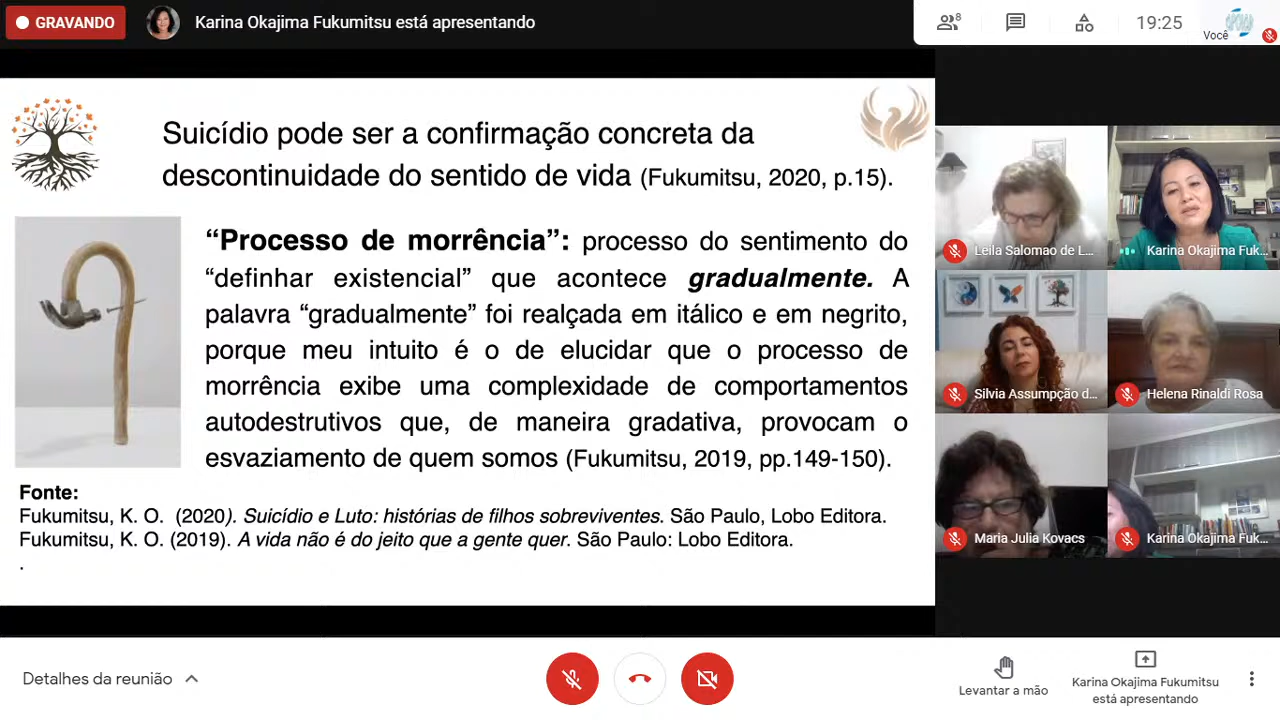 GRAVANDO
Karina Okajima Fukumitsu está apresentando
8
19:25
Você
Suicídio pode ser a confirmação concreta da
descontinuidade do sentido de vida (Fukumitsu, 2020, p.15).
“Processo de morrência”: processo do sentimento do
“definhar existencial” que acontece gradualmente. A
palavra “gradualmente” foi realçada em itálico e em negrito,
porque meu intuito é o de elucidar que o processo de
morrência exibe uma complexidade de comportamentos
autodestrutivos que, de maneira gradativa, provocam o
esvaziamento de quem somos (Fukumitsu, 2019, pp.149-150).
Fonte:
Fukumitsu, K. O. (2020). Suicídio e Luto: histórias de filhos sobreviventes. São Paulo, Lobo Editora.
Fukumitsu, K. O. (2019). A vida não é do jeito que a gente quer. São Paulo: Lobo Editora.
.
Leila Salomao de L...
Karina Okajima Fuk...
Silvia Assumpção d...
Helena Rinaldi Rosa
Maria Julia Kovacs
Karina Okajima Fuk...
Detalhes da reunião
Levantar a mão
Karina Okajima Fukumitsu
está apresentando